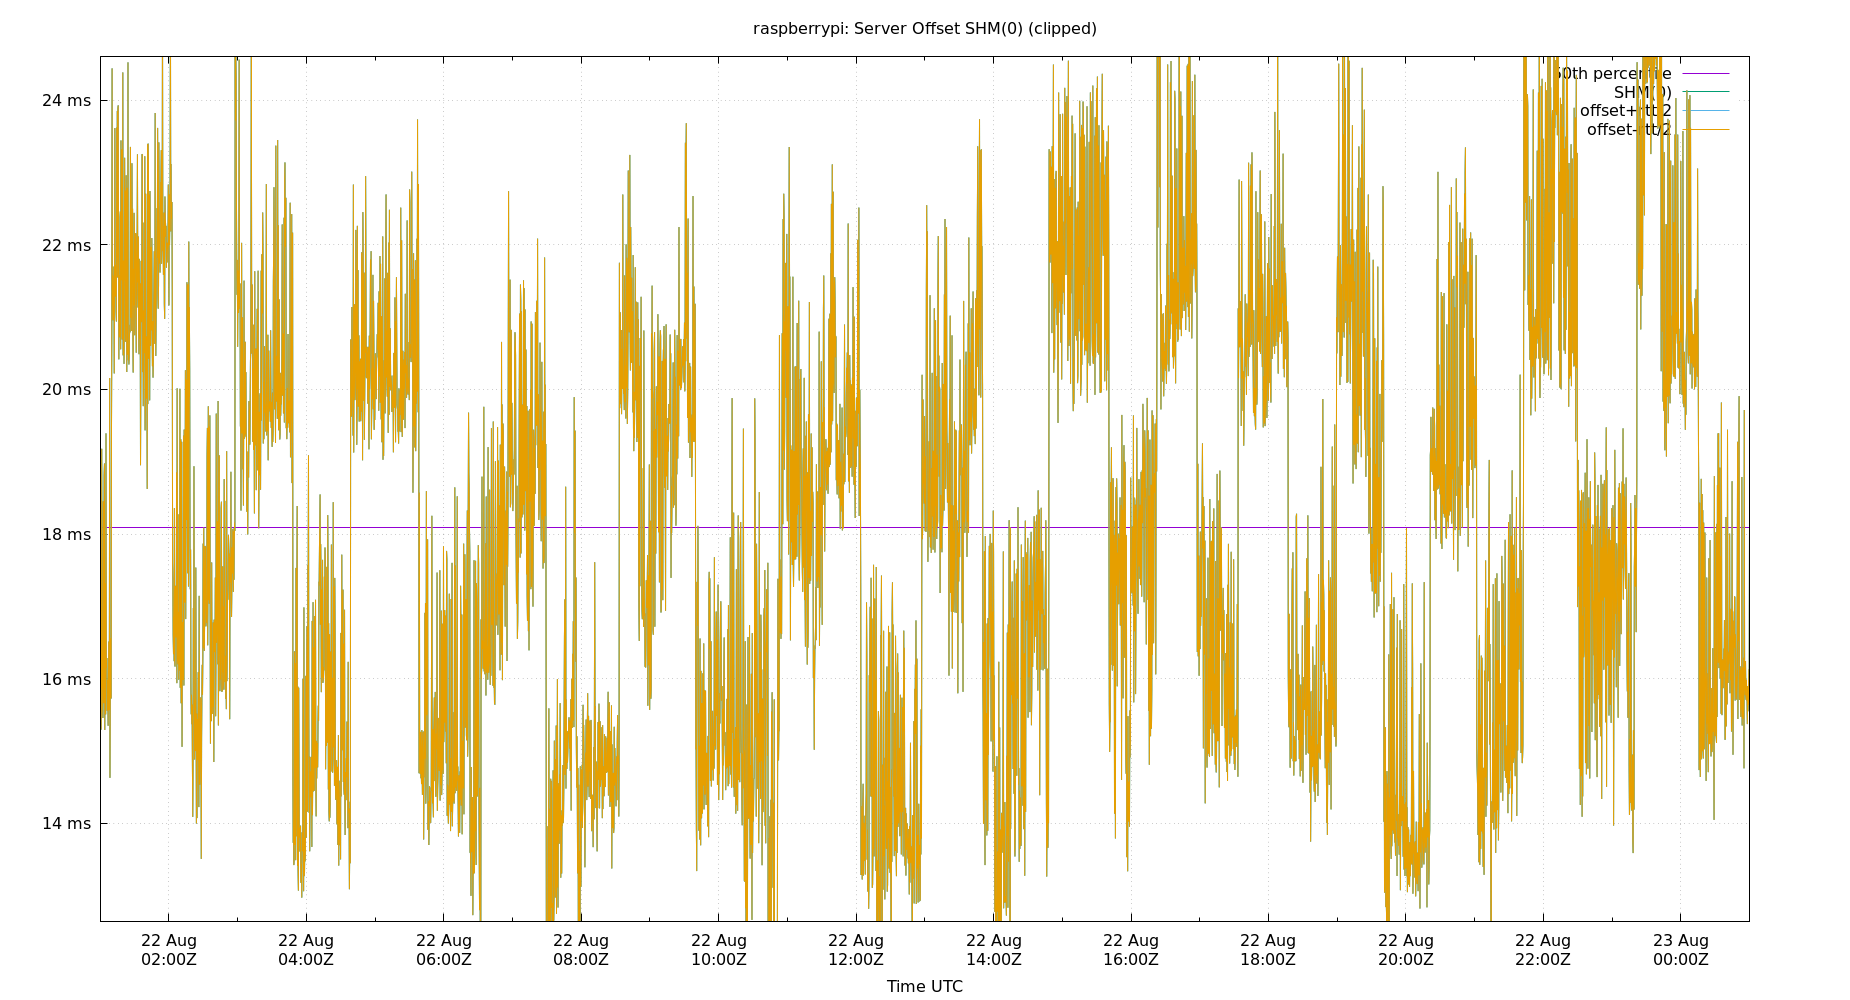 raspberrypi: Server Offset SHM(0) (clipped)
50th percentile
SHM(0)
offset+rtt/2
offset-rtt/2
24 ms
22 ms
20 ms
18 ms
16 ms
14 ms
22 Aug 22 Aug 22 Aug 22 Aug 22 Aug 22 Aug 22 Aug 22 Aug 22 Aug 22 Aug 22 Aug 23 Aug
02:00Z 04:00Z 06:00Z 08:00Z 10:00Z 12:00Z 14:00Z 16:00Z 18:00Z 20:00Z 22:00Z 00:00Z
Time UTC